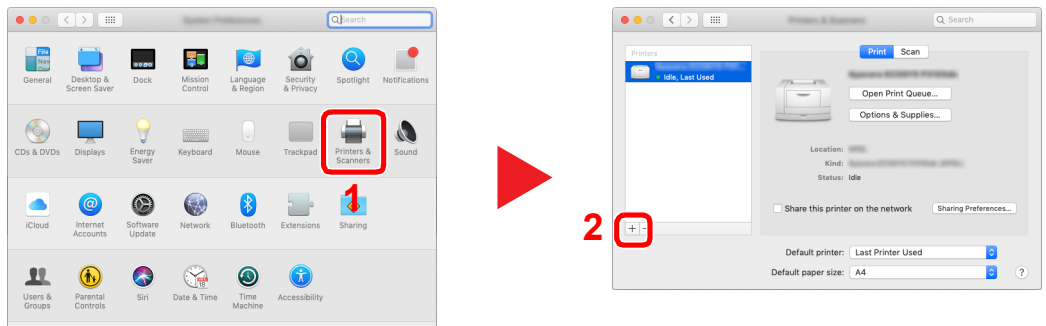 Search
File
New
Ope
General
Desktop &
Screen Saver
Dock
Mission
Control
Language
& Region
Security
& Privacy
Spotlight
Notifications
CDs & DVDs
Displays
Energy
Saver
Keyboard
Mouse
Trackpad
Printers &
Scanners
Sound
1
iCloud
Internet
Accounts
Software
Update
Network
Bluetooth
Extensions
Sharing
Users &
Groups
Parental
Controls
Siri
Date & Time
Time
Machine
Accessibility
Search
Printers
Idle, Last Used
Print Scan
Open Print Queue...
Options & Supplies...
Location:
Kind:
Status: Idle
Share this printer on the network Sharing Preferences...
2
+ -
Default printer: Last Printer Used
Default paper size: A4
?